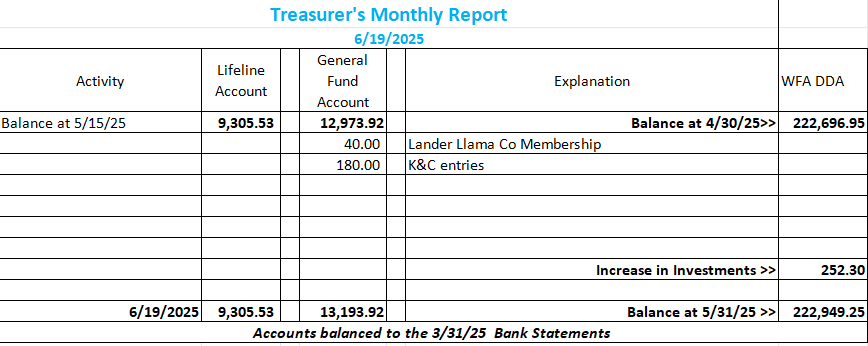 Treasurer's Monthly Report
6/19/2025
Activity Lifeline Account General Fund Account Explanation WFA DDA
Balance at 5/15/25 9,305.53 12,973.92 Balance at 4/30/25>> 222,696.95
40.00 Lander Llama Co Membership
180.00 K&C entries
Increase in Investments >> 252.30
6/19/2025 9,305.53 13,193.92 Balance at 5/31/25 >> 222,949.25
Accounts balanced to the 3/31/25 Bank Statements